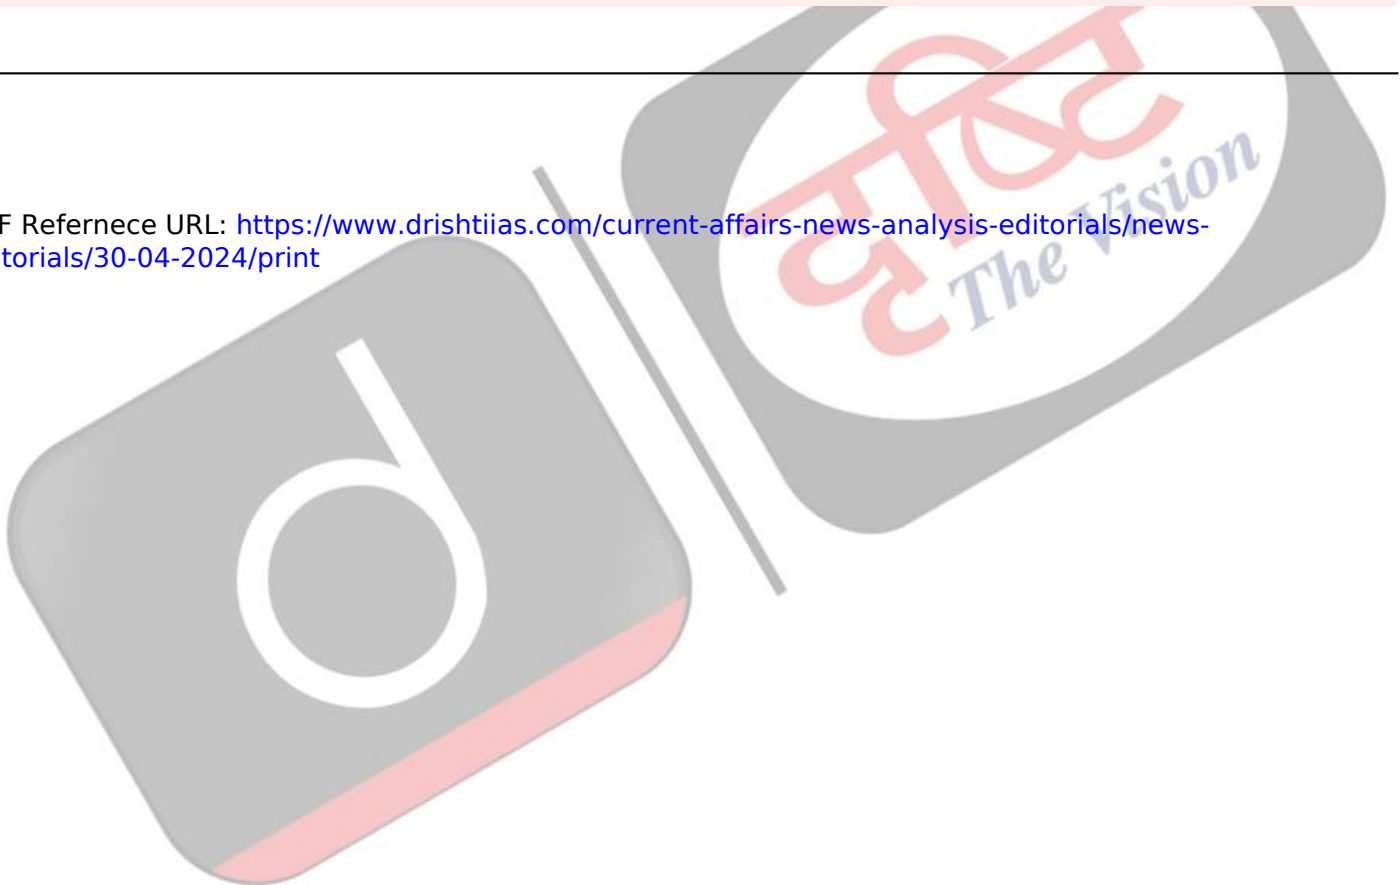 दृष्टि
The Vision
F Refernece URL: https://www.drishtiias.com/current-affairs-news-analysis-editorials/news-
torials/30-04-2024/print
d